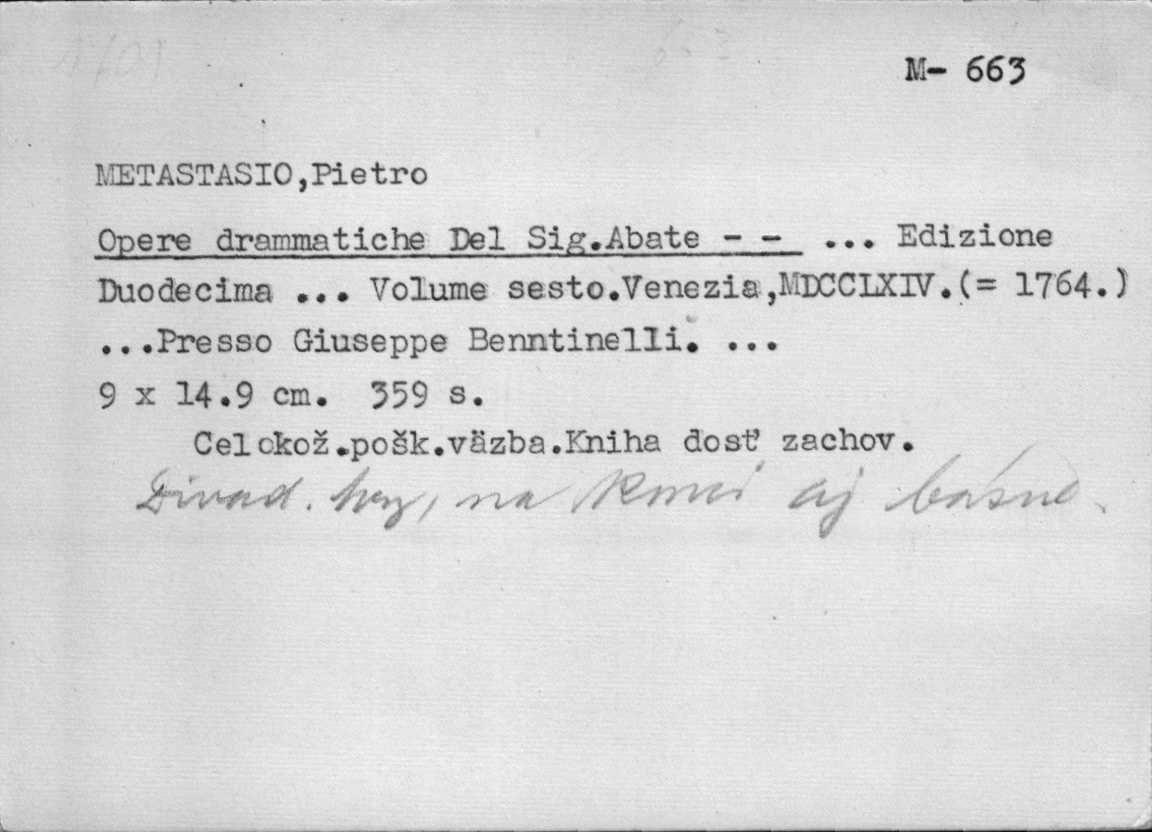 M- 663
METASTASIO,Pietro
Opere drammatiche Del Sig.Abate - - ... Edizione
Duodecima ... Volume sesto.Venezia,MDCCLXIV.(= 1764.)
...Presso Giuseppe Benntinelli. ...
9 x 14.9 cm. 359 s.
Celokož.pošk.väzba.Kniha dosť zachov.
Divad. hry, na konci aj básne.